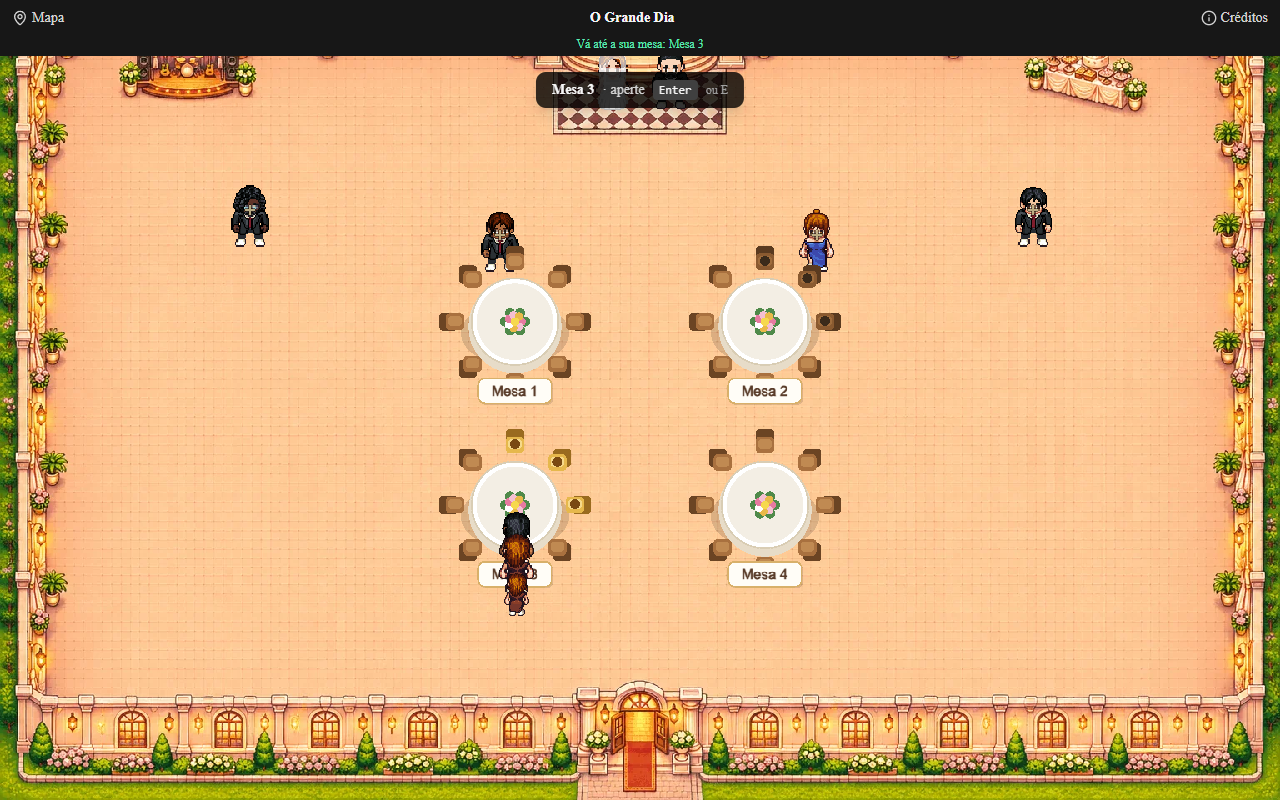 Mapa
O Grande Dia
Créditos
Vá até a sua mesa: Mesa 3
Mesa 3 · aperte Enter ou E
Mesa 1
Mesa 2
Mesa 4